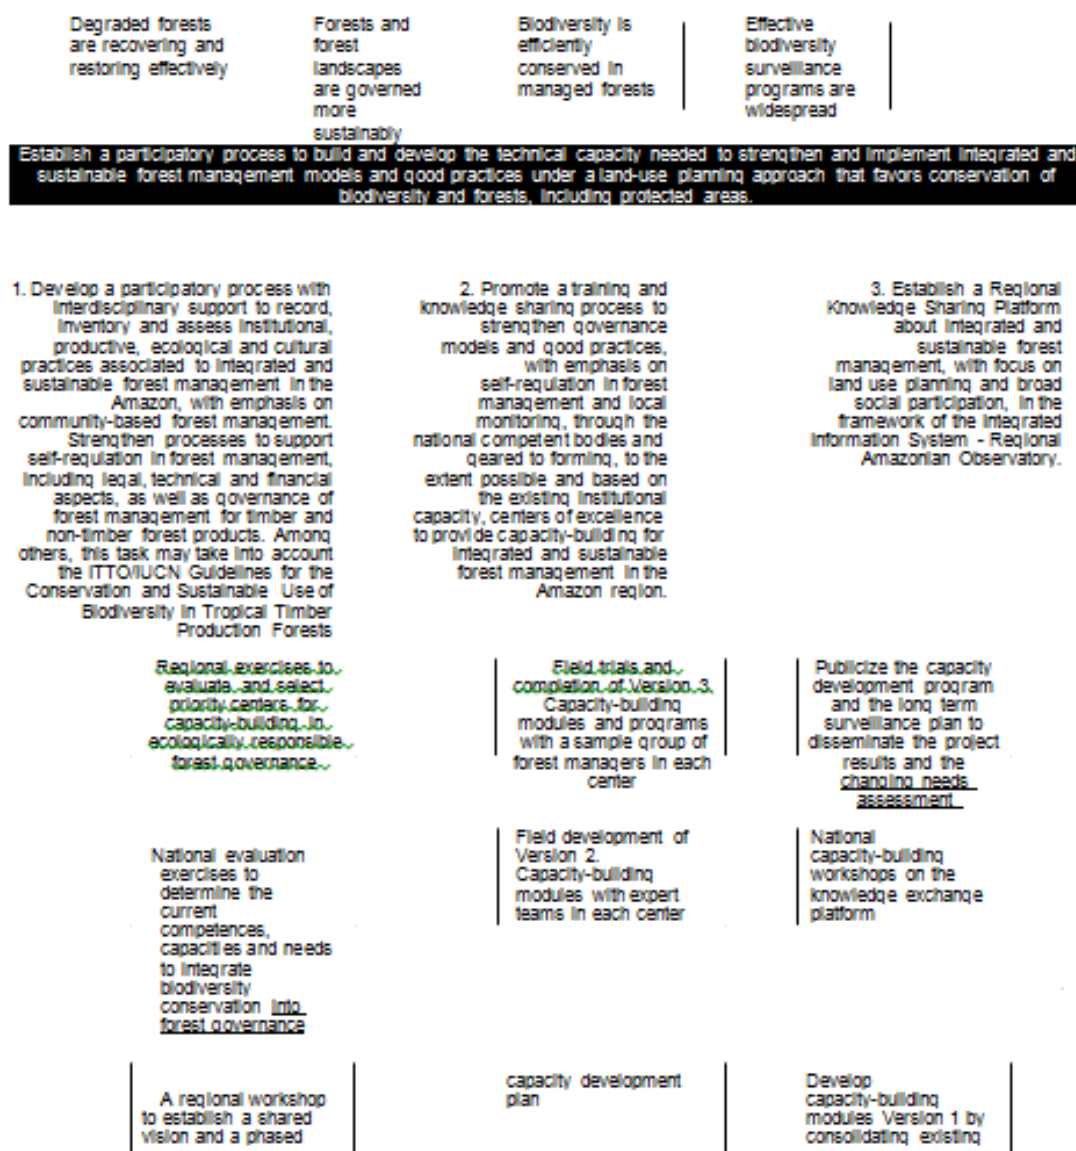 Degraded forests
are recovering and
restoring effectively
Forests and
forest
landscapes
are governed
more
sustainably
Biodiversity is
efficiently
conserved in
managed forests
Effective
biodiversity
surveillance
programs are
widespread
Establish a participatory process to build and develop the technical capacity needed to strengthen and implement integrated and
sustainable forest management models and good practices under a land-use planning approach that favors conservation of
biodiversity and forests, including protected areas.
1. Develop a participatory process with
interdisciplinary support to record,
inventory and assess institutional,
productive, ecological and cultural
practices associated to integrated and
sustainable forest management in the
Amazon, with emphasis on
community-based forest management.
Strengthen processes to support
self-regulation in forest management,
including legal, technical and financial
aspects, as well as governance of
forest management for timber and
non-timber forest products. Among
others, this task may take into account
the ITTO/IUCN Guidelines for the
Conservation and Sustainable Use of
Biodiversity in Tropical Timber
Production Forests
2. Promote a training and
knowledge sharing process to
strengthen governance
models and good practices,
with emphasis on
self-regulation in forest
management and local
monitoring, through the
national competent bodies and
geared to forming, to the
extent possible and based on
the existing institutional
capacity, centers of excellence
to provide capacity-building for
integrated and sustainable
forest management in the
Amazon region.
3. Establish a Regional
Knowledge Sharing Platform
about integrated and
sustainable forest
management, with focus on
land use planning and broad
social participation, in the
framework of the Integrated
Information System - Regional
Amazonian Observatory.
Regional exercises to
evaluate and select
priority centers for
capacity-building in
ecologically responsible
forest governance
Field trials and
completion of Version 3.
Capacity-building
modules and programs
with a sample group of
forest managers in each
center
Publicize the capacity
development program
and the long term
surveillance plan to
disseminate the project
results and the
changing needs
assessment
National evaluation
exercises to
determine the
current
competences,
capacities and needs
to integrate
biodiversity
conservation into
forest governance
Field development of
Version 2.
Capacity-building
modules with expert
teams in each center
National
capacity-building
workshops on the
knowledge exchange
platform
A regional workshop
to establish a shared
vision and a phased
capacity development
plan
Develop
capacity-building
modules Version 1 by
consolidating existing